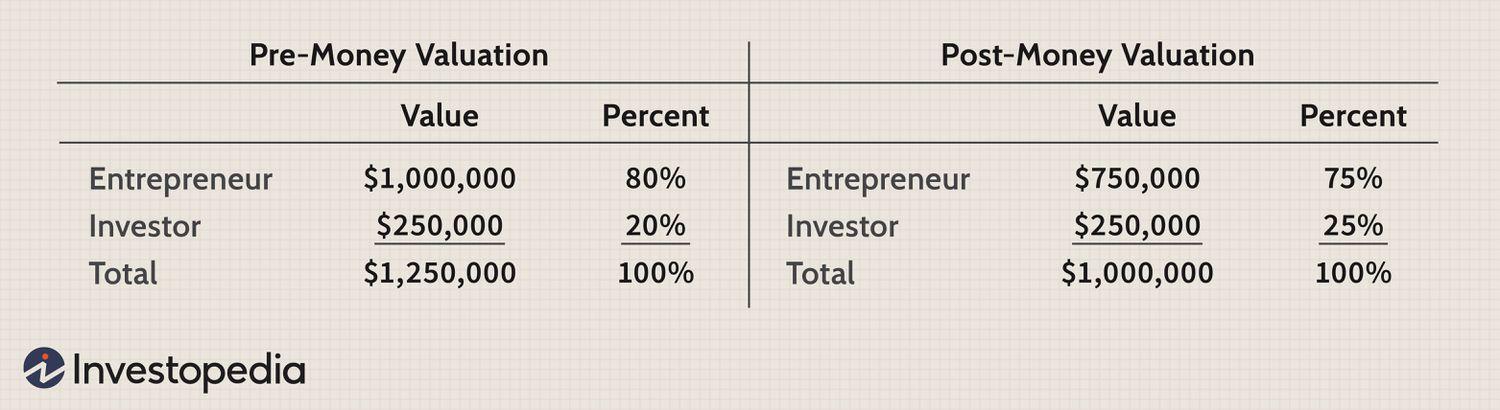 Pre-Money Valuation Post-Money Valuation
Value Percent Value Percent
Entrepreneur $1,000,000 80% Entrepreneur $750,000 75%
Investor $250,000 20% Investor $250,000 25%
Total $1,250,000 100% Total $1,000,000 100%
Investopedia